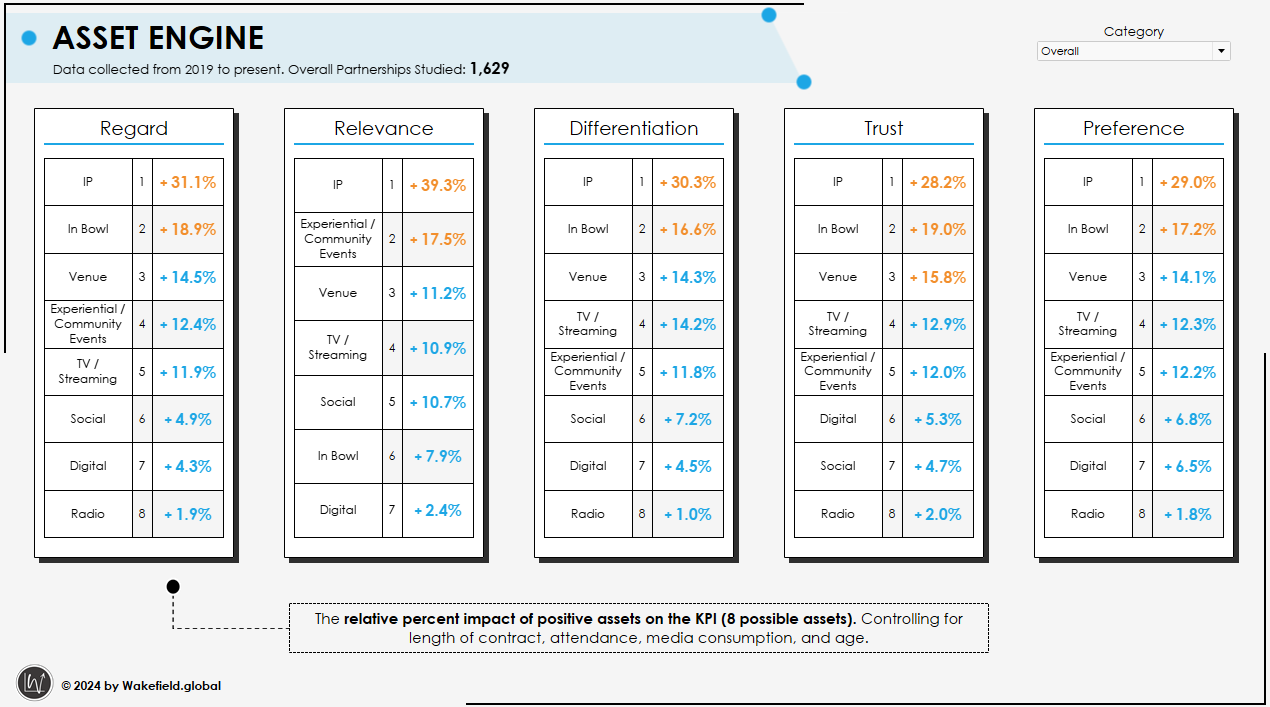 ASSET ENGINE
Data collected from 2019 to present. Overall Partnerships Studied: 1,629
Category
Overall
Regard
IP 1 + 31.1%
In Bowl 2 + 18.9%
Venue 3 + 14.5%
Experiential /
Community
Events
4 + 12.4%
TV /
Streaming
5 + 11.9%
Social 6 + 4.9%
Digital 7 + 4.3%
Radio 8 + 1.9%
Relevance
IP 1 + 39.3%
Experiential /
Community
Events
2 + 17.5%
Venue 3 + 11.2%
TV /
Streaming
4 + 10.9%
Social 5 + 10.7%
In Bowl 6 + 7.9%
Digital 7 + 2.4%
Differentiation
IP 1 + 30.3%
In Bowl 2 + 16.6%
Venue 3 + 14.3%
TV /
Streaming
4 + 14.2%
Experiential /
Community
Events
5 + 11.8%
Social 6 + 7.2%
Digital 7 + 4.5%
Radio 8 + 1.0%
Trust
IP 1 + 28.2%
In Bowl 2 + 19.0%
Venue 3 + 15.8%
TV /
Streaming
4 + 12.9%
Experiential /
Community
Events
5 + 12.0%
Digital 6 + 5.3%
Social 7 + 4.7%
Radio 8 + 2.0%
Preference
IP 1 + 29.0%
In Bowl 2 + 17.2%
Venue 3 + 14.1%
TV /
Streaming
4 + 12.3%
Experiential /
Community
Events
5 + 12.2%
Social 6 + 6.8%
Digital 7 + 6.5%
Radio 8 + 1.8%
The relative percent impact of positive assets on the KPI (8 possible assets). Controlling for
length of contract, attendance, media consumption, and age.
© 2024 by Wakefield.global